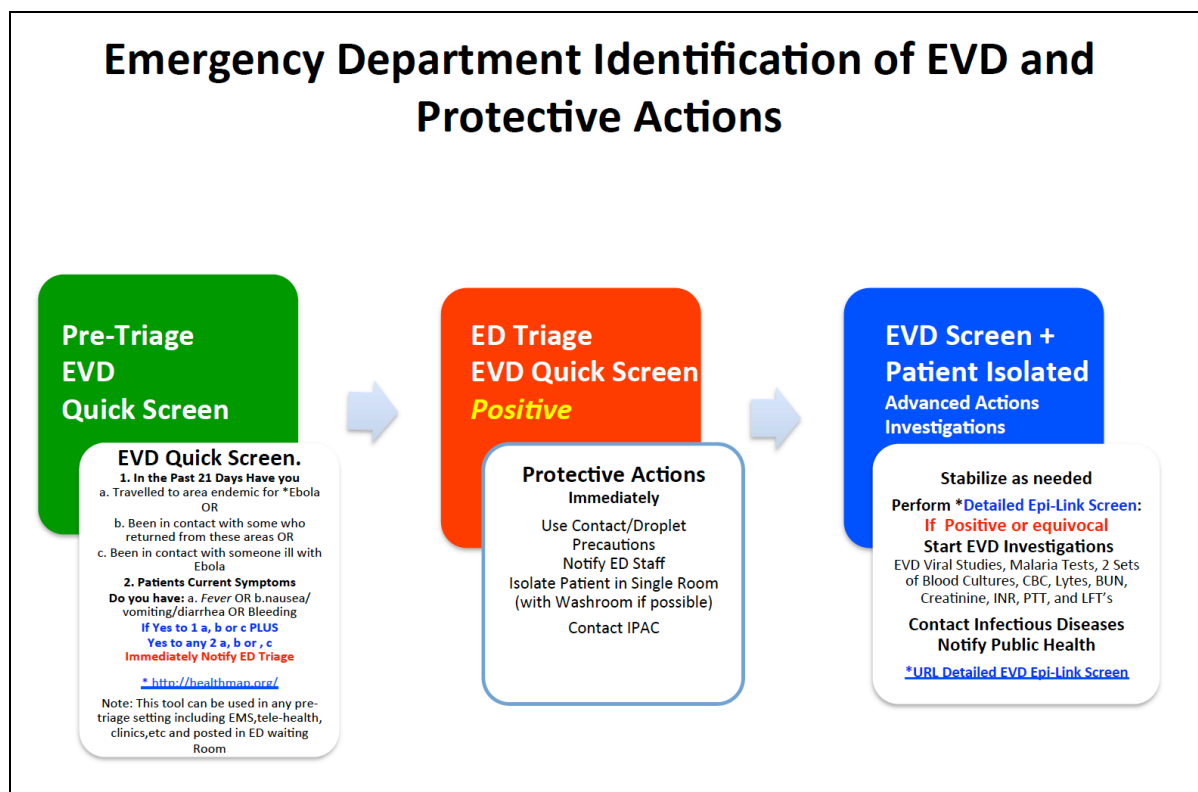 Emergency Department Identification of EVD and
Protective Actions
Pre-Triage
EVD
Quick Screen
EVD Quick Screen.
1. In the Past 21 Days Have you
a. Travelled to area endemic for *Ebola
OR
b. Been in contact with some who
returned from these areas OR
c. Been in contact with someone ill with
Ebola
2. Patients Current Symptoms
Do you have: a. Fever OR b.nausea/
vomiting/diarrhea OR Bleeding
If Yes to 1 a, b or c PLUS
Yes to any 2 a, b or , c
Immediately Notify ED Triage
* http://healthmap.org/
Note: This tool can be used in any pre-
triage setting including EMS,tele-health,
clinics,etc and posted in ED waiting
Room
ED Triage
EVD Quick Screen
Positive
Protective Actions
Immediately
Use Contact/Droplet
Precautions
Notify ED Staff
Isolate Patient in Single Room
(with Washroom if possible)
Contact IPAC
EVD Screen +
Patient Isolated
Advanced Actions
Investigations
Stabilize as needed
Perform *Detailed Epi-Link Screen:
If Positive or equivocal
Start EVD Investigations
EVD Viral Studies, Malaria Tests, 2 Sets
of Blood Cultures, CBC, Lytes, BUN,
Creatinine, INR, PTT, and LFT's
Contact Infectious Diseases
Notify Public Health
*URL Detailed EVD Epi-Link Screen